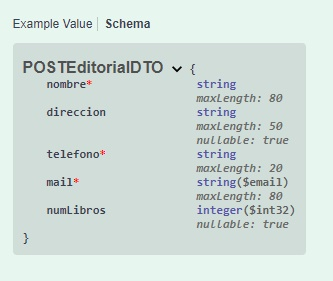 Example Value | Schema
POSTEditorialDTO {
nombre* string
maxLength: 80
direccion string
maxLength: 50
nullable: true
telefono* string
maxLength: 20
mail* string($email)
maxLength: 80
numLibros integer($int32)
nullable: true
}